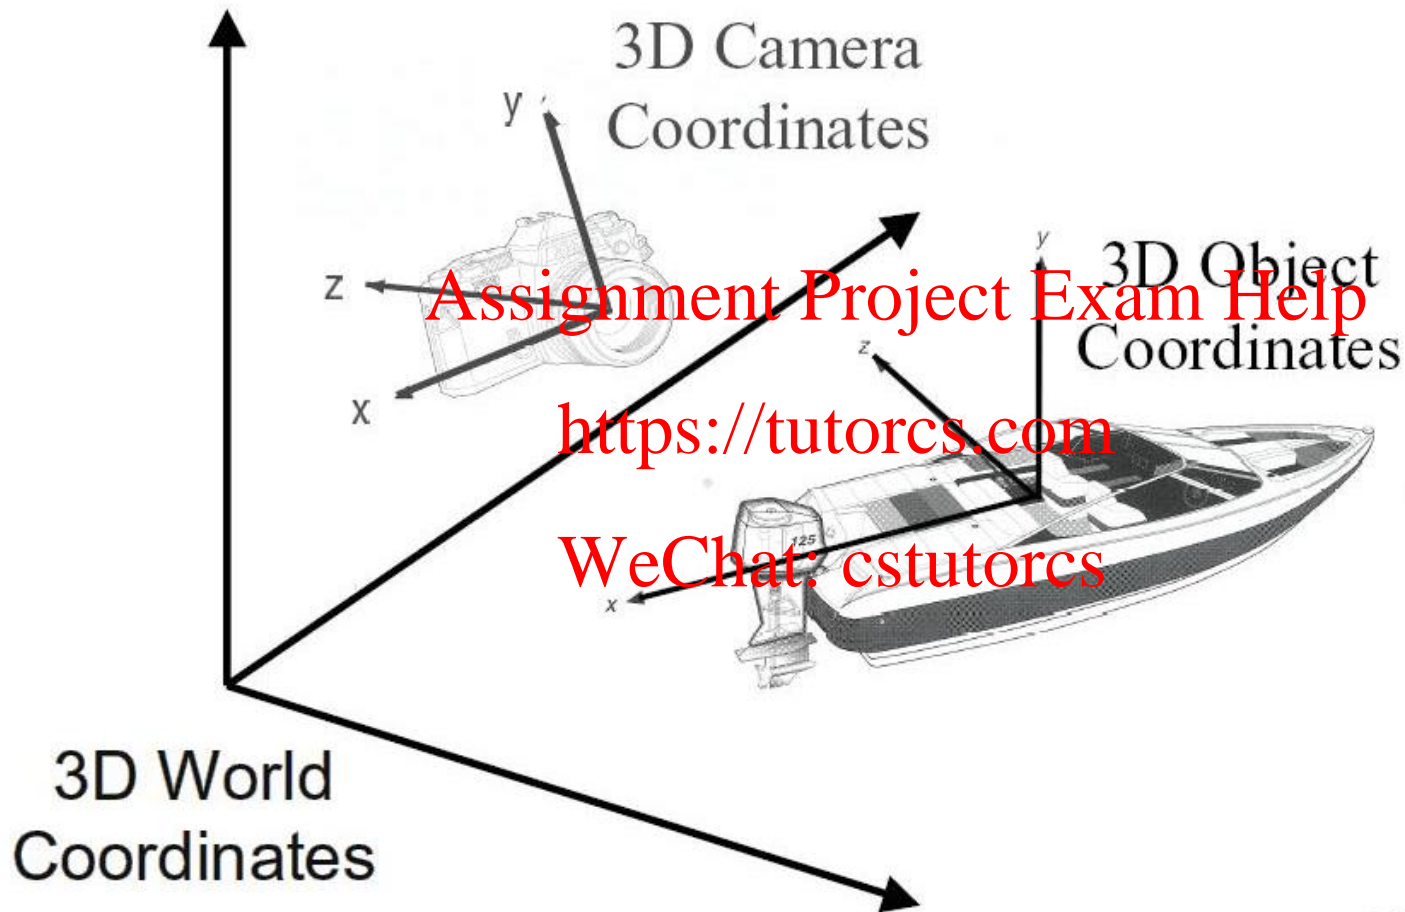 3D Camera
Coordinates
y
z
x
3D Object
Coordinates
y
z
x
125
Assignment Project Exam Help
https://tutorcs.com
WeChat: cstutorcs
3D World
Coordinates